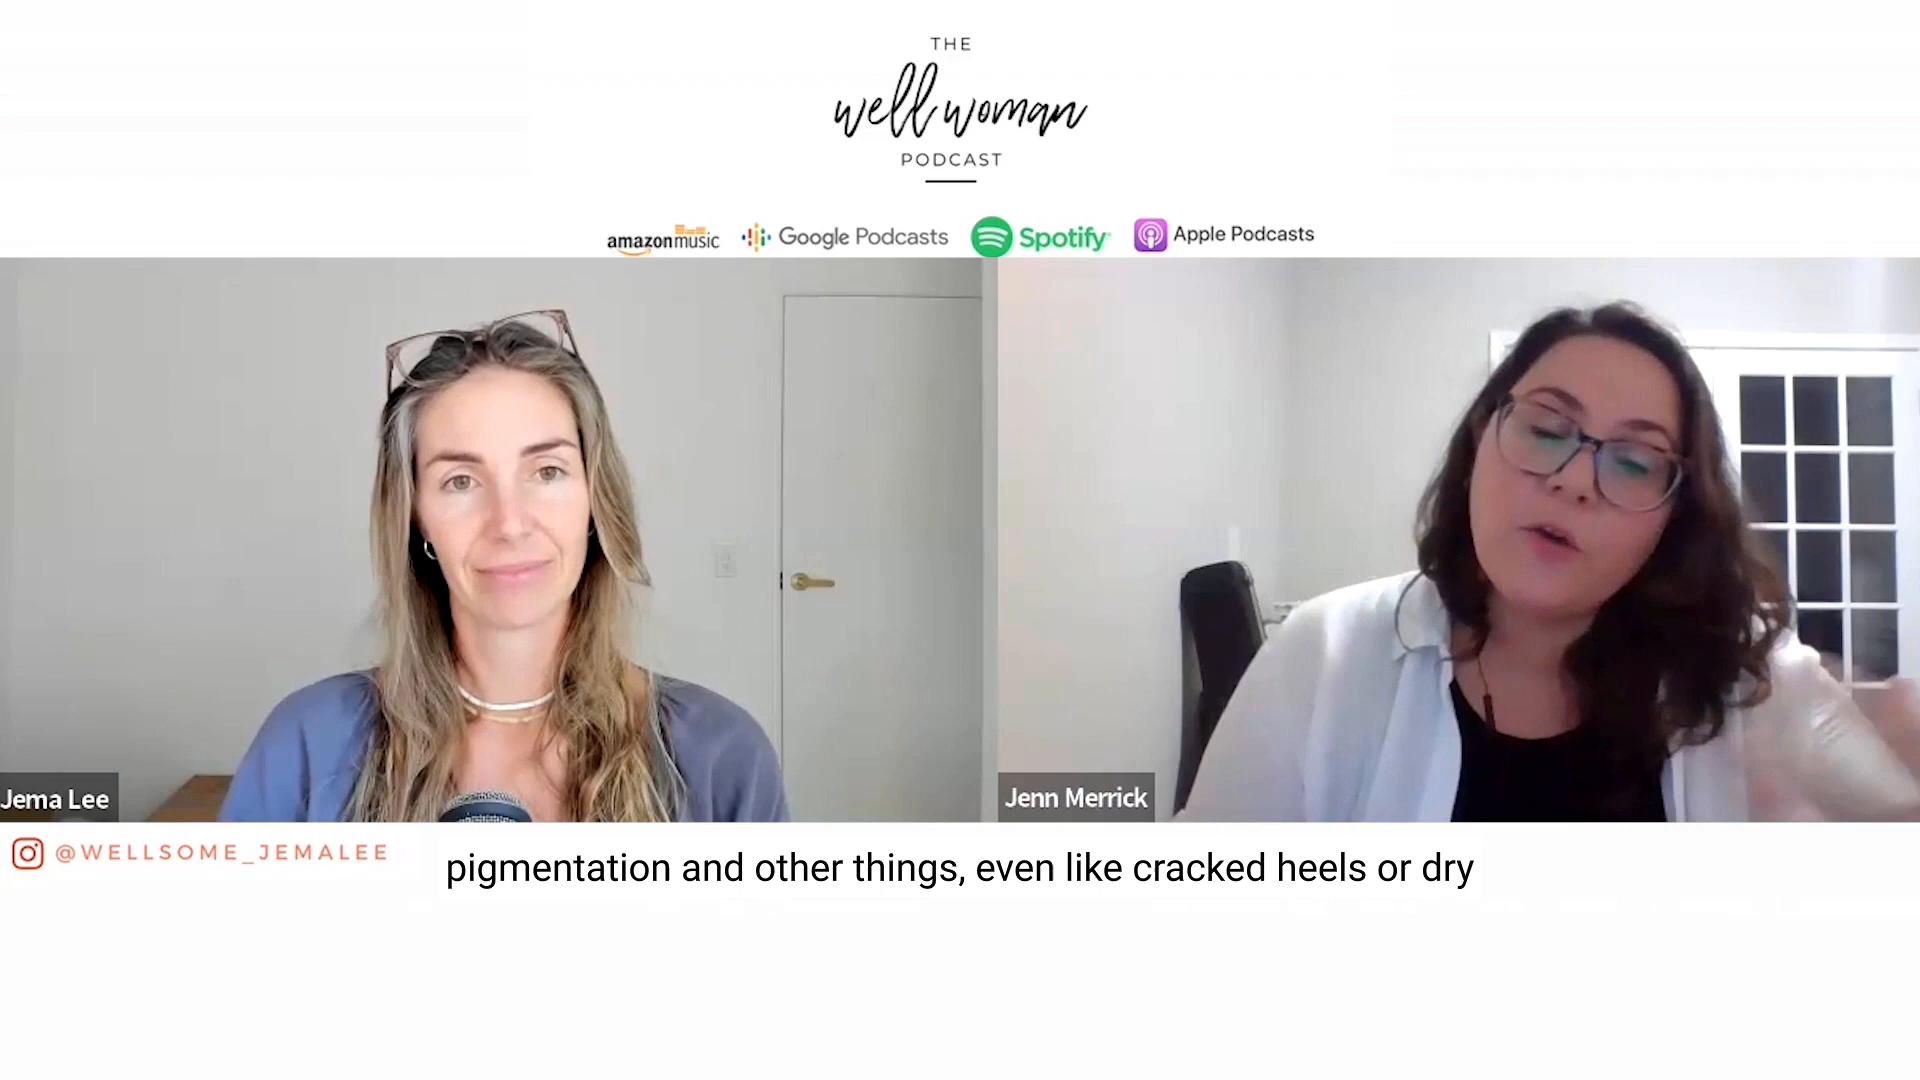 THE
well woman
PODCAST
amazon music
Google Podcasts
Spotify
Apple Podcasts
Jema Lee
Jenn Merrick
@WELLSOME_JEMALEE
pigmentation and other things, even like cracked heels or dry